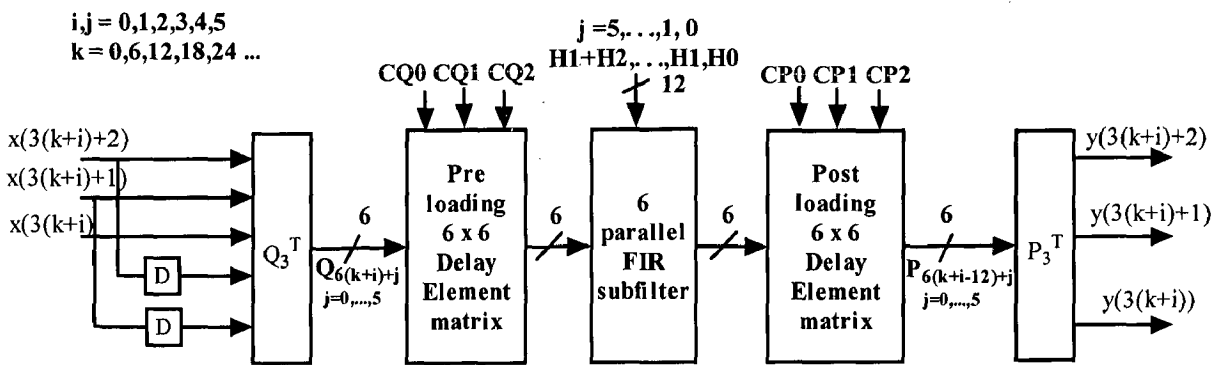 i,j = 0,1,2,3,4,5
k = 0,6,12,18,24 ...
j =5,. . .,1, 0
H1+H2,. . .,H1,H0
12
CQ0 CQ1 CQ2
CP0 CP1 CP2
x(3(k+i)+2)
x(3(k+i)+1)
x(3(k+i)
D
D
Q3^T
6
Q6(k+i)+j
j=0,...,5
Pre
loading
6 x 6
Delay
Element
matrix
6
6
parallel
FIR
subfilter
6
Post
loading
6 x 6
Delay
Element
matrix
6
P6(k+i-12)+j
j=0,...,5
P3^T
y(3(k+i)+2)
y(3(k+i)+1)
y(3(k+i))